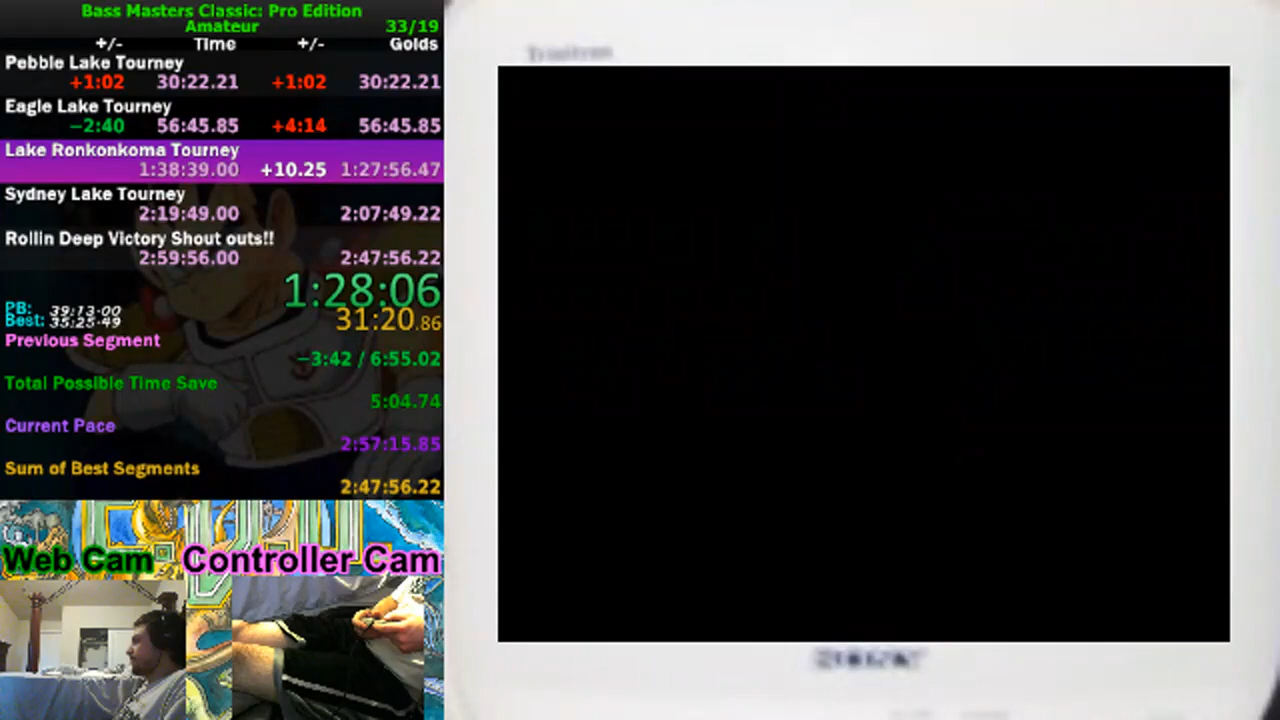 Bass Masters Classic: Pro Edition
Amateur 33/19
+/- Time +/- Golds
Pebble Lake Tourney
+1:02 30:22.21 +1:02 30:22.21
Eagle Lake Tourney
−2:40 56:45.85 +4:14 56:45.85
Lake Ronkonkoma Tourney
1:38:39.00 +10.25 1:27:56.47
Sydney Lake Tourney
2:19:49.00 2:07:49.22
Rollin Deep Victory Shout outs!!
2:59:56.00 2:47:56.22
1:28:06
PB: 39:13.00
Best: 35:25.49
31:20.86
Previous Segment
−3:42 / 6:55.02
Total Possible Time Save
5:04.74
Current Pace
2:57:15.85
Sum of Best Segments
2:47:56.22
Web Cam Controller Cam